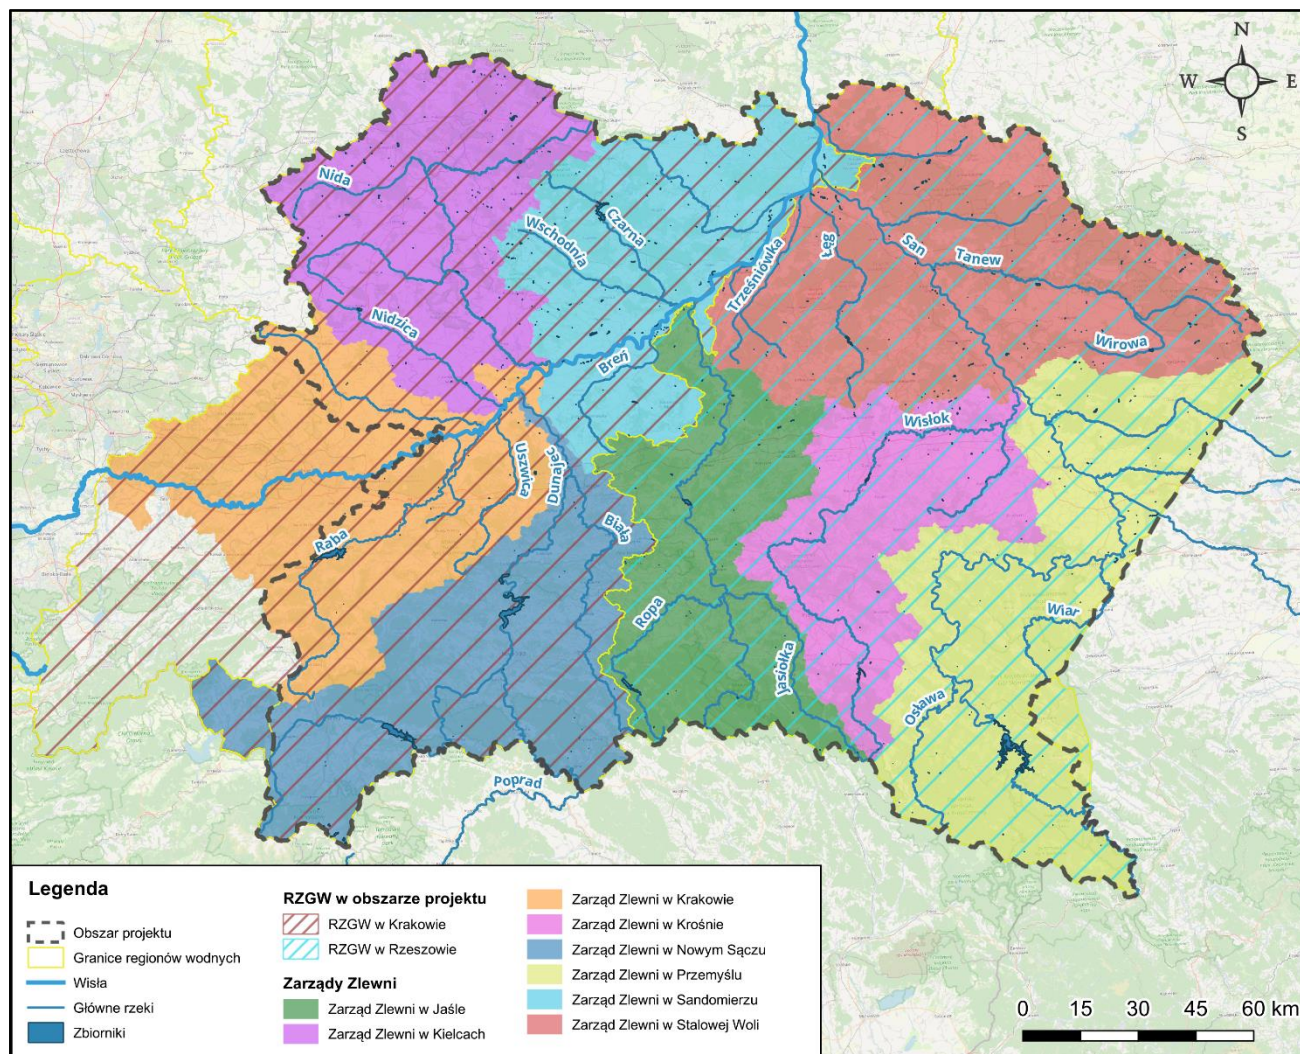 N
W E
S
Nida
Czarna
Wschodnia
Nidzica
Trześniówka
Łęg
San
Tanew
Wirowa
Breń
Wisłok
Uszwica
Dunajec
Biała
Raba
Ropa
Jasiołka
Wiar
Osława
Poprad
Legenda
Obszar projektu
Granice regionów wodnych
Wisła
Główne rzeki
Zbiorniki
RZGW w obszarze projektu
RZGW w Krakowie
RZGW w Rzeszowie
Zarządy Zlewni
Zarząd Zlewni w Jaśle
Zarząd Zlewni w Kielcach
Zarząd Zlewni w Krakowie
Zarząd Zlewni w Krośnie
Zarząd Zlewni w Nowym Sączu
Zarząd Zlewni w Przemyślu
Zarząd Zlewni w Sandomierzu
Zarząd Zlewni w Stalowej Woli
0 15 30 45 60 km